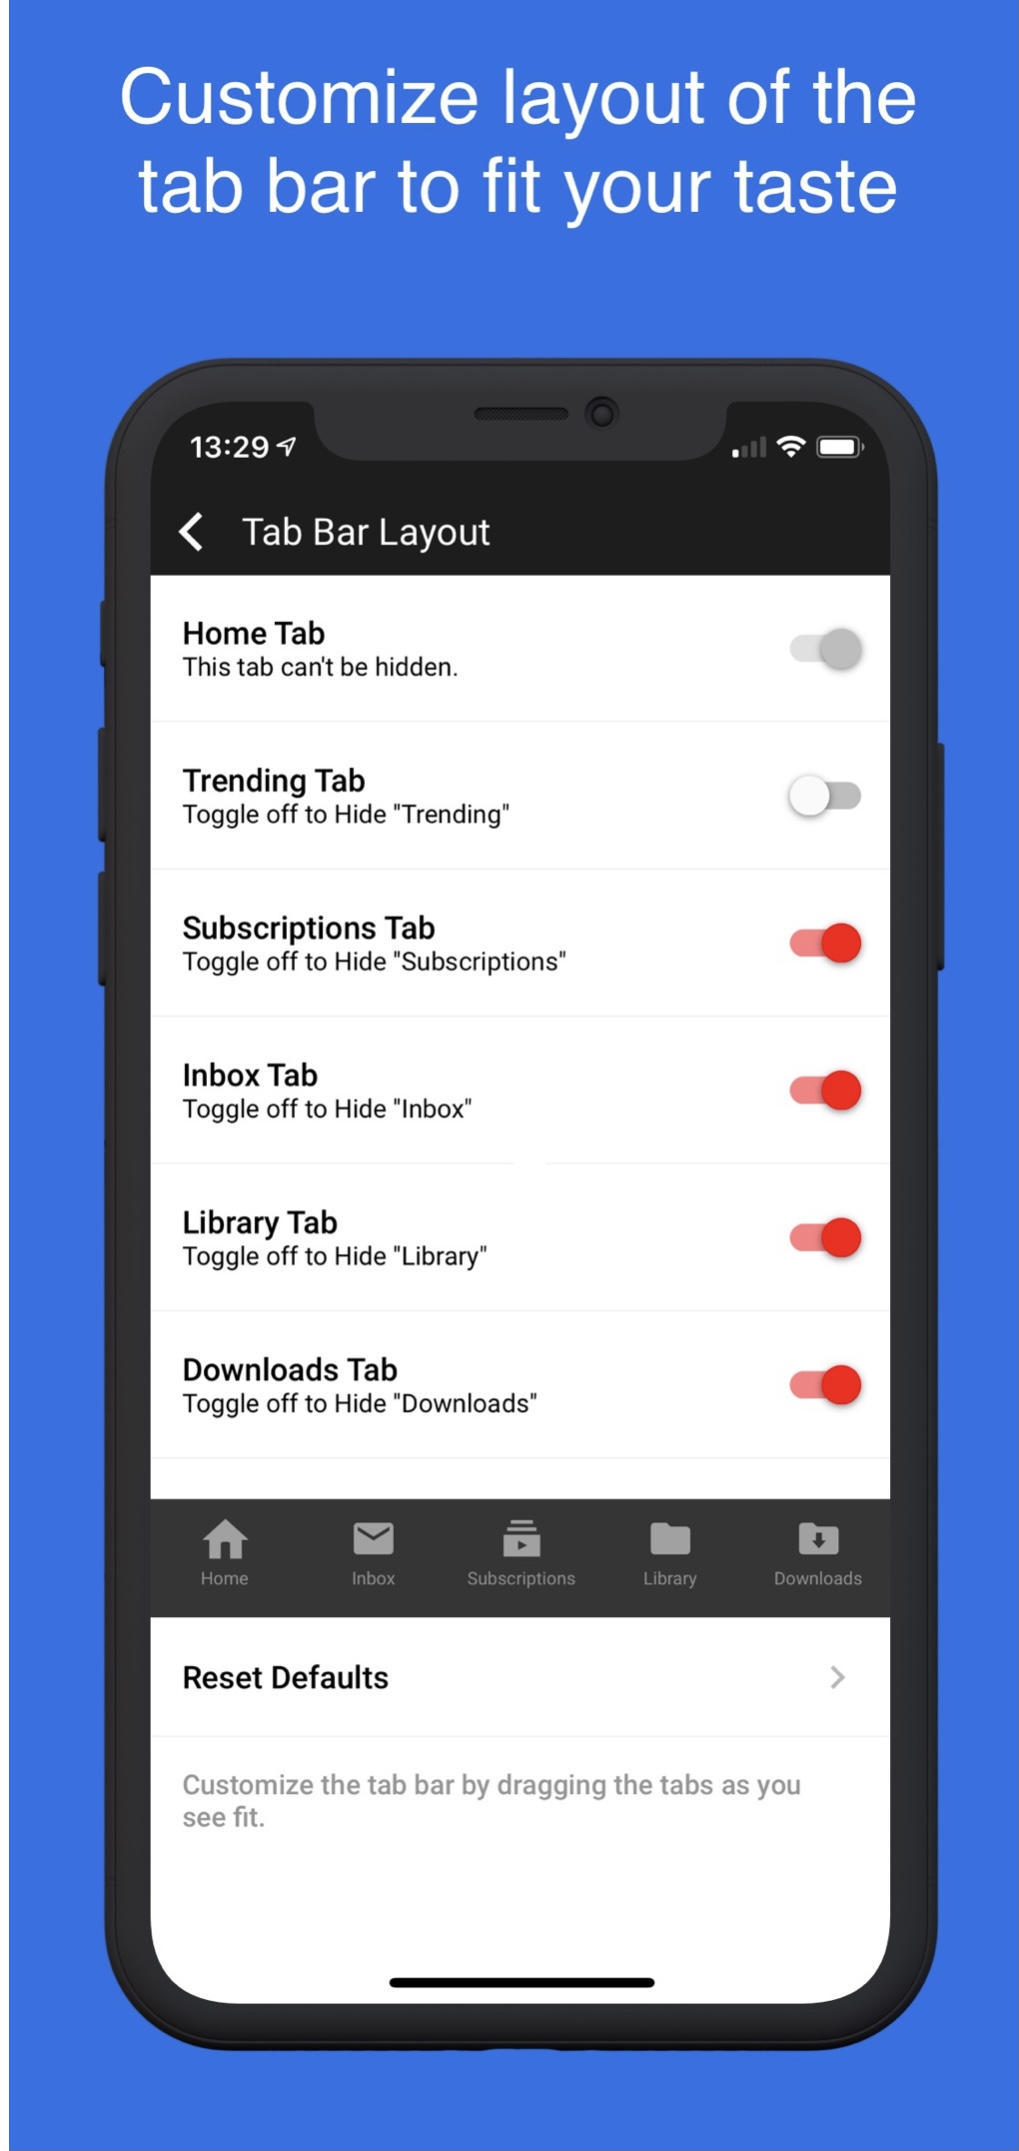 Customize layout of the
tab bar to fit your taste
13:29
Tab Bar Layout
Home Tab
This tab can't be hidden.
Trending Tab
Toggle off to Hide "Trending"
Subscriptions Tab
Toggle off to Hide "Subscriptions"
Inbox Tab
Toggle off to Hide "Inbox"
Library Tab
Toggle off to Hide "Library"
Downloads Tab
Toggle off to Hide "Downloads"
Home Inbox Subscriptions Library Downloads
Reset Defaults
Customize the tab bar by dragging the tabs as you
see fit.